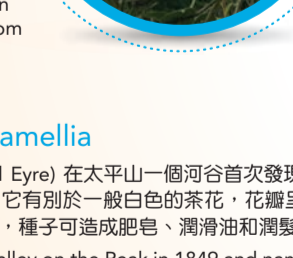 n
om
amellia
Eyre) 在太平山一個河谷首次發現
它有別於一般白色的茶花，花瓣呈
，種子可造成肥皂、潤滑油和潤髮
alley on the Peak in 1849 and nam